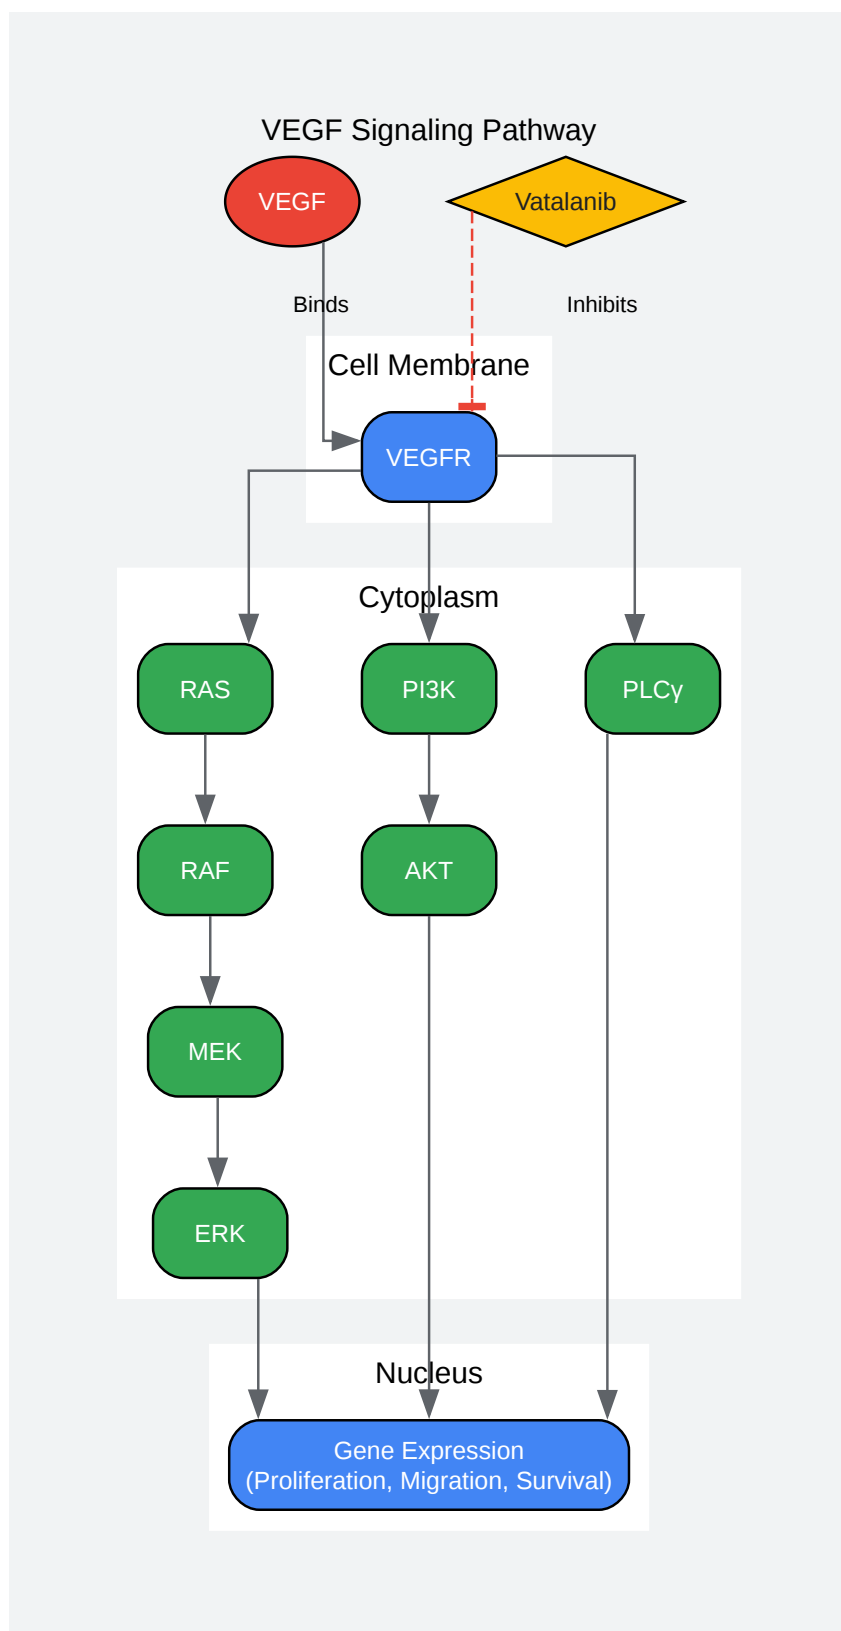 VEGF Signaling Pathway
VEGF
Vatalanib
Binds
Inhibits
Cell Membrane
VEGFR
Cytoplasm
RAS
PI3K
PLCγ
RAF
AKT
MEK
ERK
Nucleus
Gene Expression
(Proliferation, Migration, Survival)